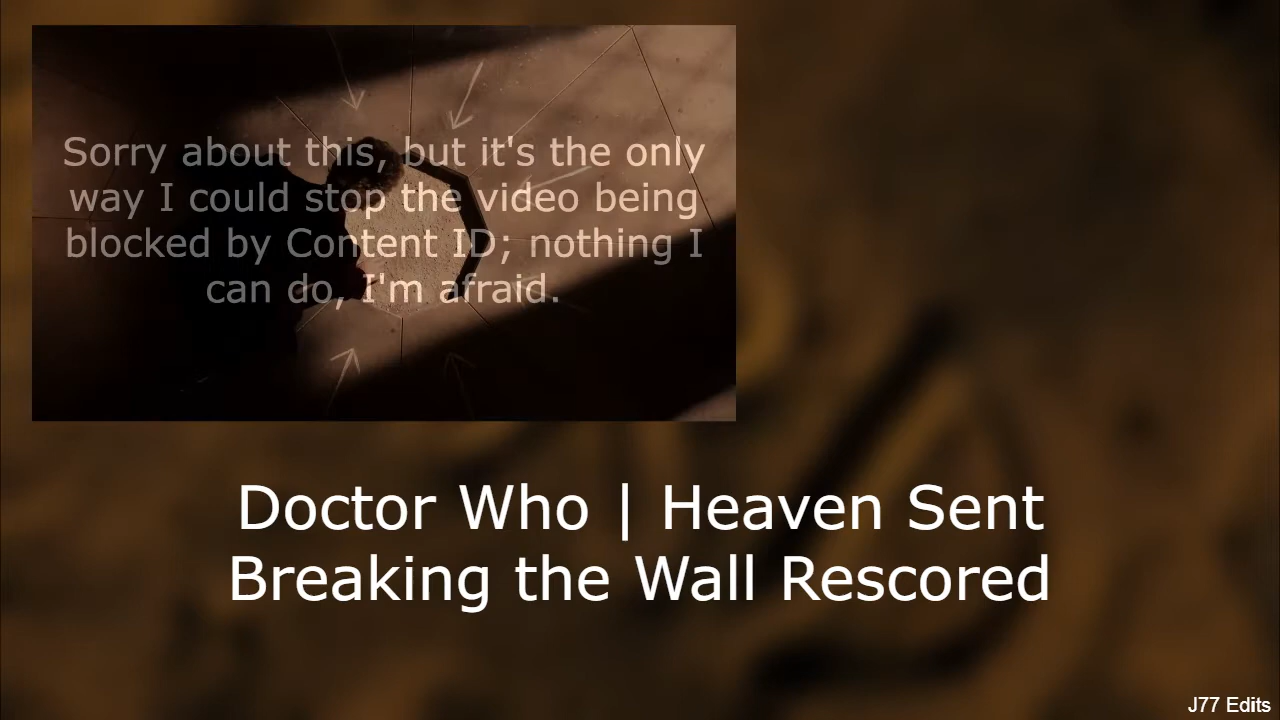 Sorry about this, but it's the only
way I could stop the video being
blocked by Content ID; nothing I
can do, I'm afraid.
Doctor Who | Heaven Sent
Breaking the Wall Rescored
J77 Edits